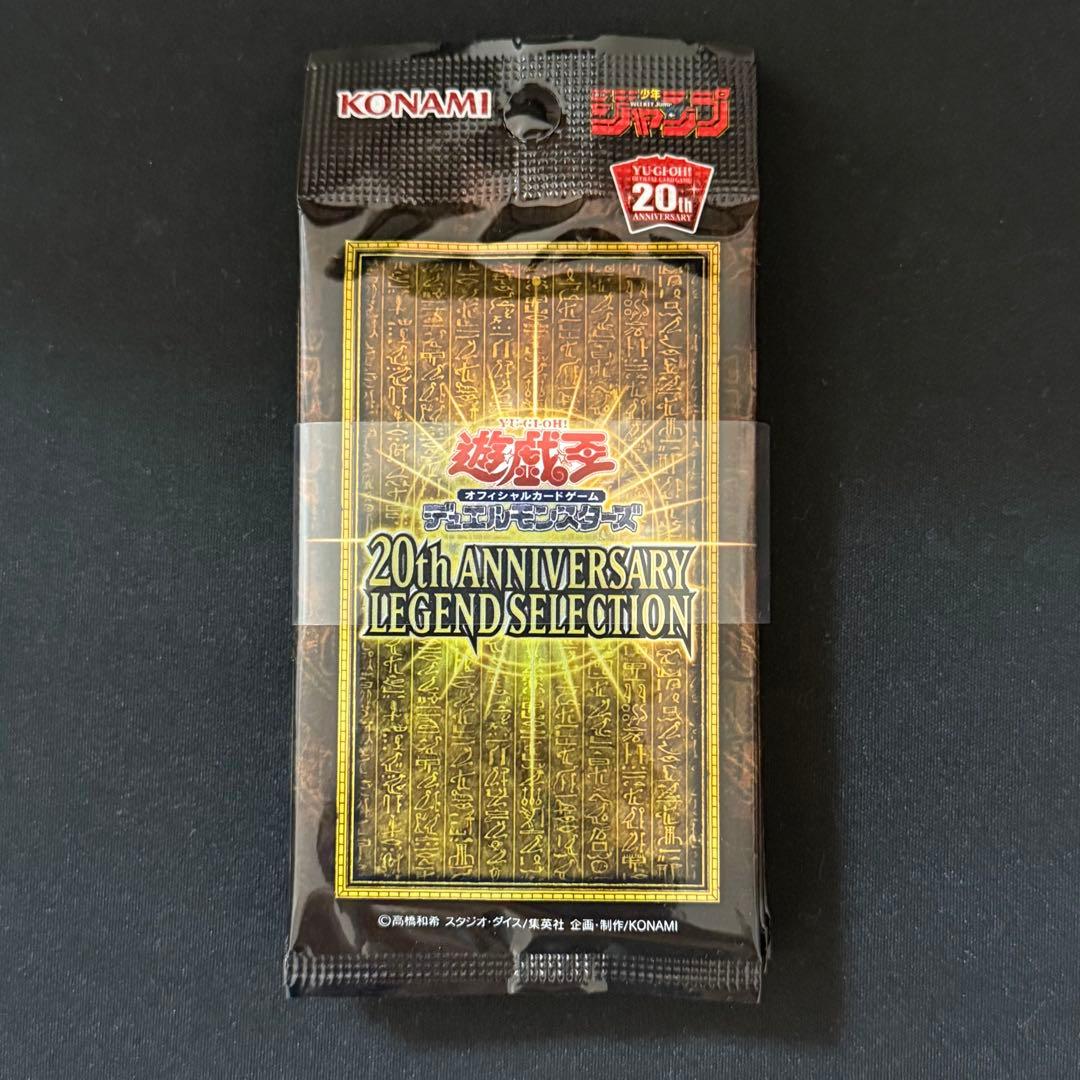 KONAMI
少年
WEEKLY Jump
ジャンプ
YU-GI-OH!
OFFICIAL CARD GAME
20th
ANNIVERSARY
YU-GI-OH!
遊戯王
オフィシャルカードゲーム
デュエルモンスターズ
20th ANNIVERSARY
LEGEND SELECTION
©高橋和希 スタジオ・ダイス/集英社 企画・制作/KONAMI